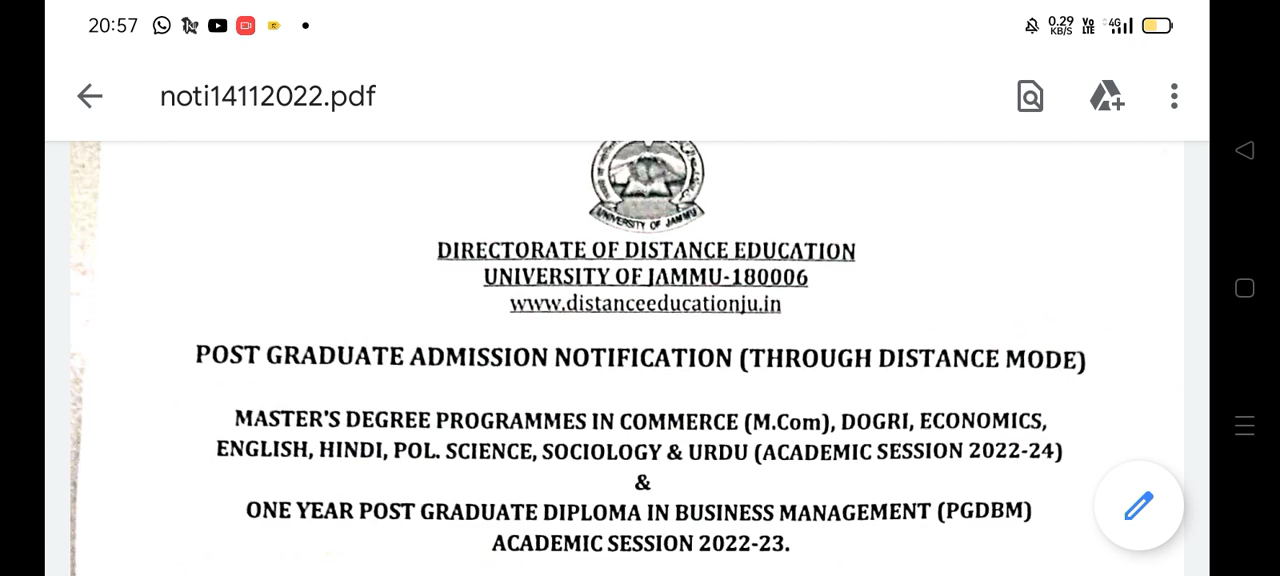 20:57
0.29 KB/S Vo LTE 4G
noti14112022.pdf
UNIVERSITY OF JAMMU
DIRECTORATE OF DISTANCE EDUCATION
UNIVERSITY OF JAMMU-180006
www.distanceeducationju.in
POST GRADUATE ADMISSION NOTIFICATION (THROUGH DISTANCE MODE)
MASTER'S DEGREE PROGRAMMES IN COMMERCE (M.Com), DOGRI, ECONOMICS,
ENGLISH, HINDI, POL. SCIENCE, SOCIOLOGY & URDU (ACADEMIC SESSION 2022-24)
&
ONE YEAR POST GRADUATE DIPLOMA IN BUSINESS MANAGEMENT (PGDBM)
ACADEMIC SESSION 2022-23.